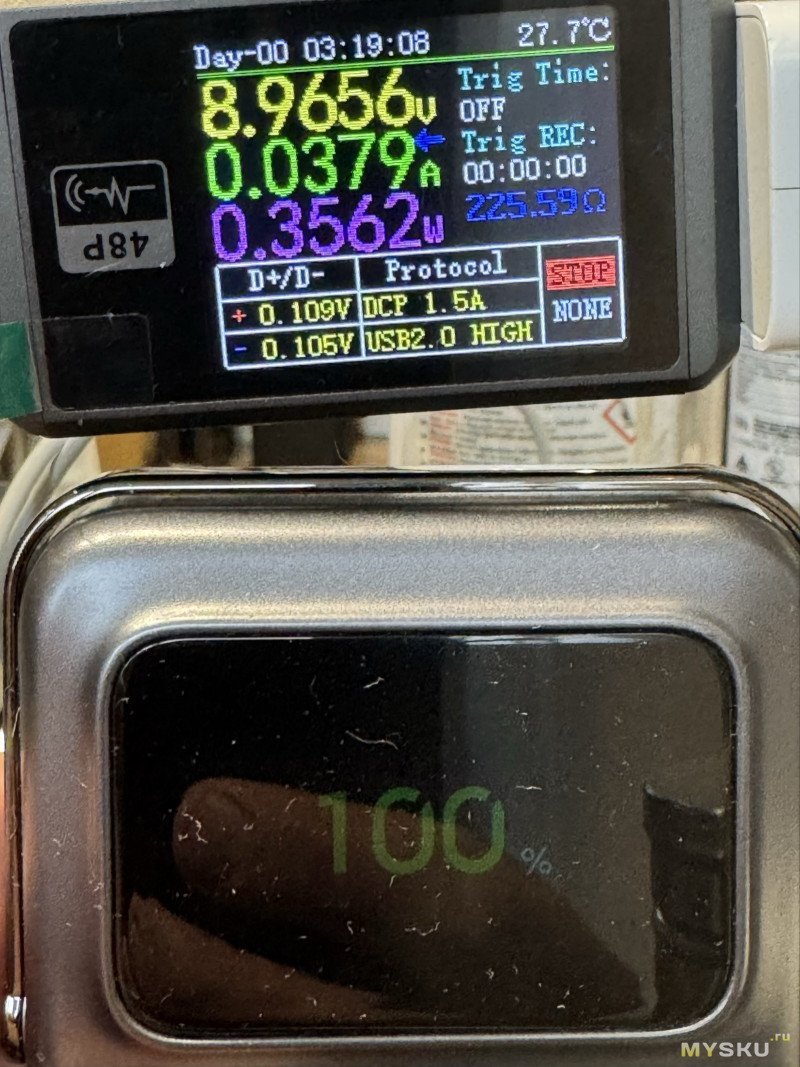 Day-00 03:19:08 27.7°C
8.9656V
0.0379A
0.3562W
Trig Time:
OFF
Trig REC:
00:00:00
225.59Ω
D+/D- Protocol
+ 0.109V DCP 1.5A
- 0.105V USB2.0 HIGH
STOP
NONE
48P
100%
MYSKU.ru